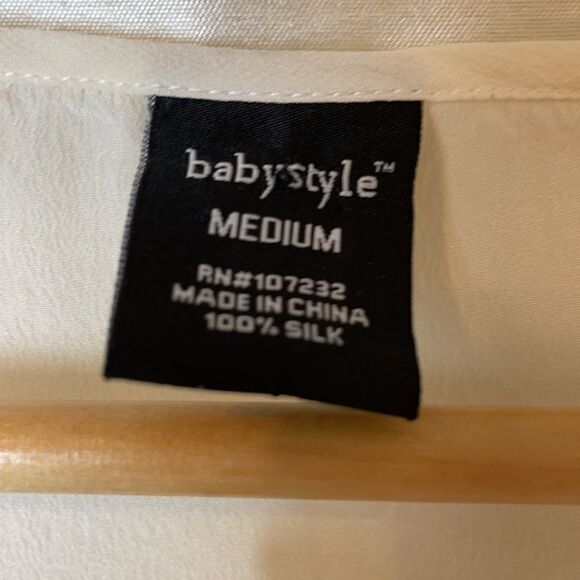 babystyle™
MEDIUM
RN#107232
MADE IN CHINA
100% SILK